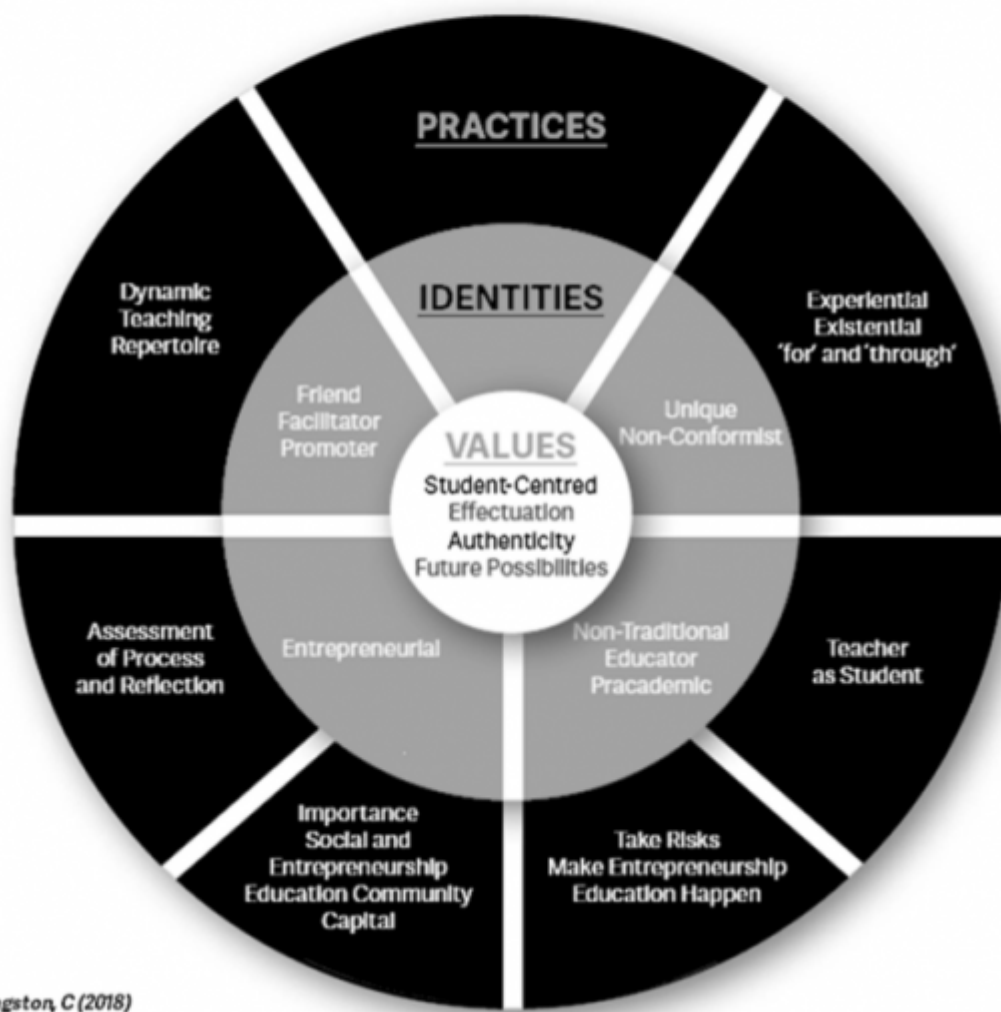 PRACTICES
IDENTITIES
Dynamic
Teaching
Repertoire
Experiential
Existential
'for' and 'through'
Friend
Facilitator
Promoter
Unique
Non-Conformist
VALUES
Student-Centred
Effectuation
Authenticity
Future Possibilities
Assessment
of Process
and Reflection
Entrepreneurial
Non-Traditional
Educator
Pracademic
Teacher
as Student
Importance
Social and
Entrepreneurship
Education Community
Capital
Take Risks
Make Entrepreneurship
Education Happen
C (2018)